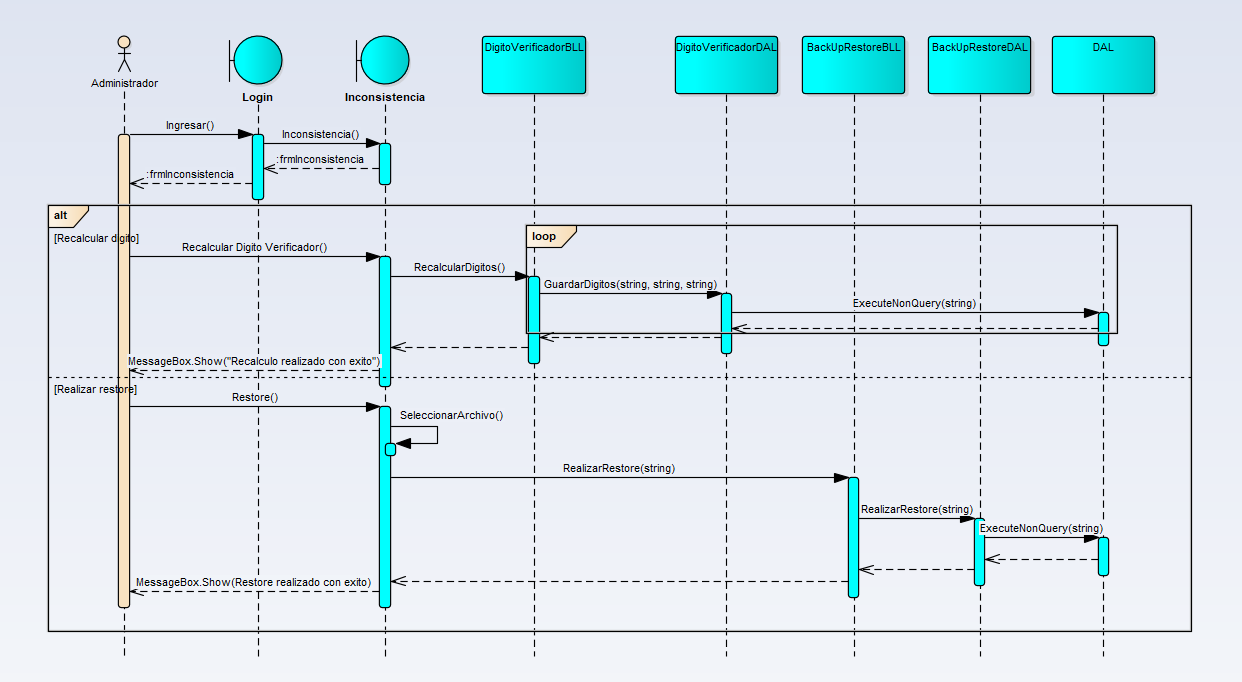 DigitoVerificadorBLL
DigitoVerificadorDAL
BackUpRestoreBLL
BackUpRestoreDAL
DAL
Administrador
Login
Inconsistencia
Ingresar()
Inconsistencia()
:frmInconsistencia
:frmInconsistencia
alt
[Recalcular digito]
loop
Recalcular Digito Verificador()
RecalcularDigitos()
GuardarDigitos(string, string, string)
ExecuteNonQuery(string)
MessageBox.Show("Recalculo realizado con exito")
[Realizar restore]
Restore()
SeleccionarArchivo()
RealizarRestore(string)
RealizarRestore(string)
ExecuteNonQuery(string)
MessageBox.Show(Restore realizado con exito)